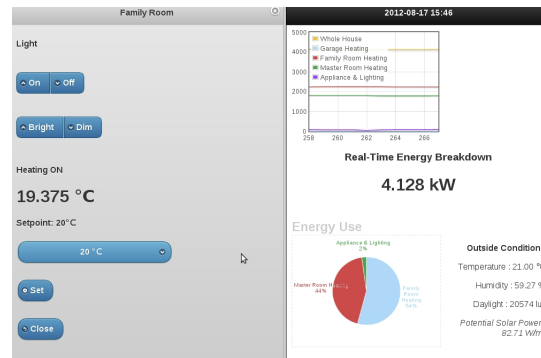 Family Room
Light
On Off
Bright Dim
Heating ON
19.375 °C
Setpoint: 20°C
20 °C
Set
Close
2012-08-17 15:46
5000
4000
3000
2000
1000
0
Whole House
Garage Heating
Family Room Heating
Master Room Heating
Appliance & Lighting
258 260 262 264 266
Real-Time Energy Breakdown
4.128 kW
Energy Use
Appliance & Lighting
2%
Master Room Heating
44%
Family
Room
Heating
54%
Outside Condition
Temperature : 21.00 °
Humidity : 59.27 %
Daylight : 20574 lu
Potential Solar Power
82.71 W/m